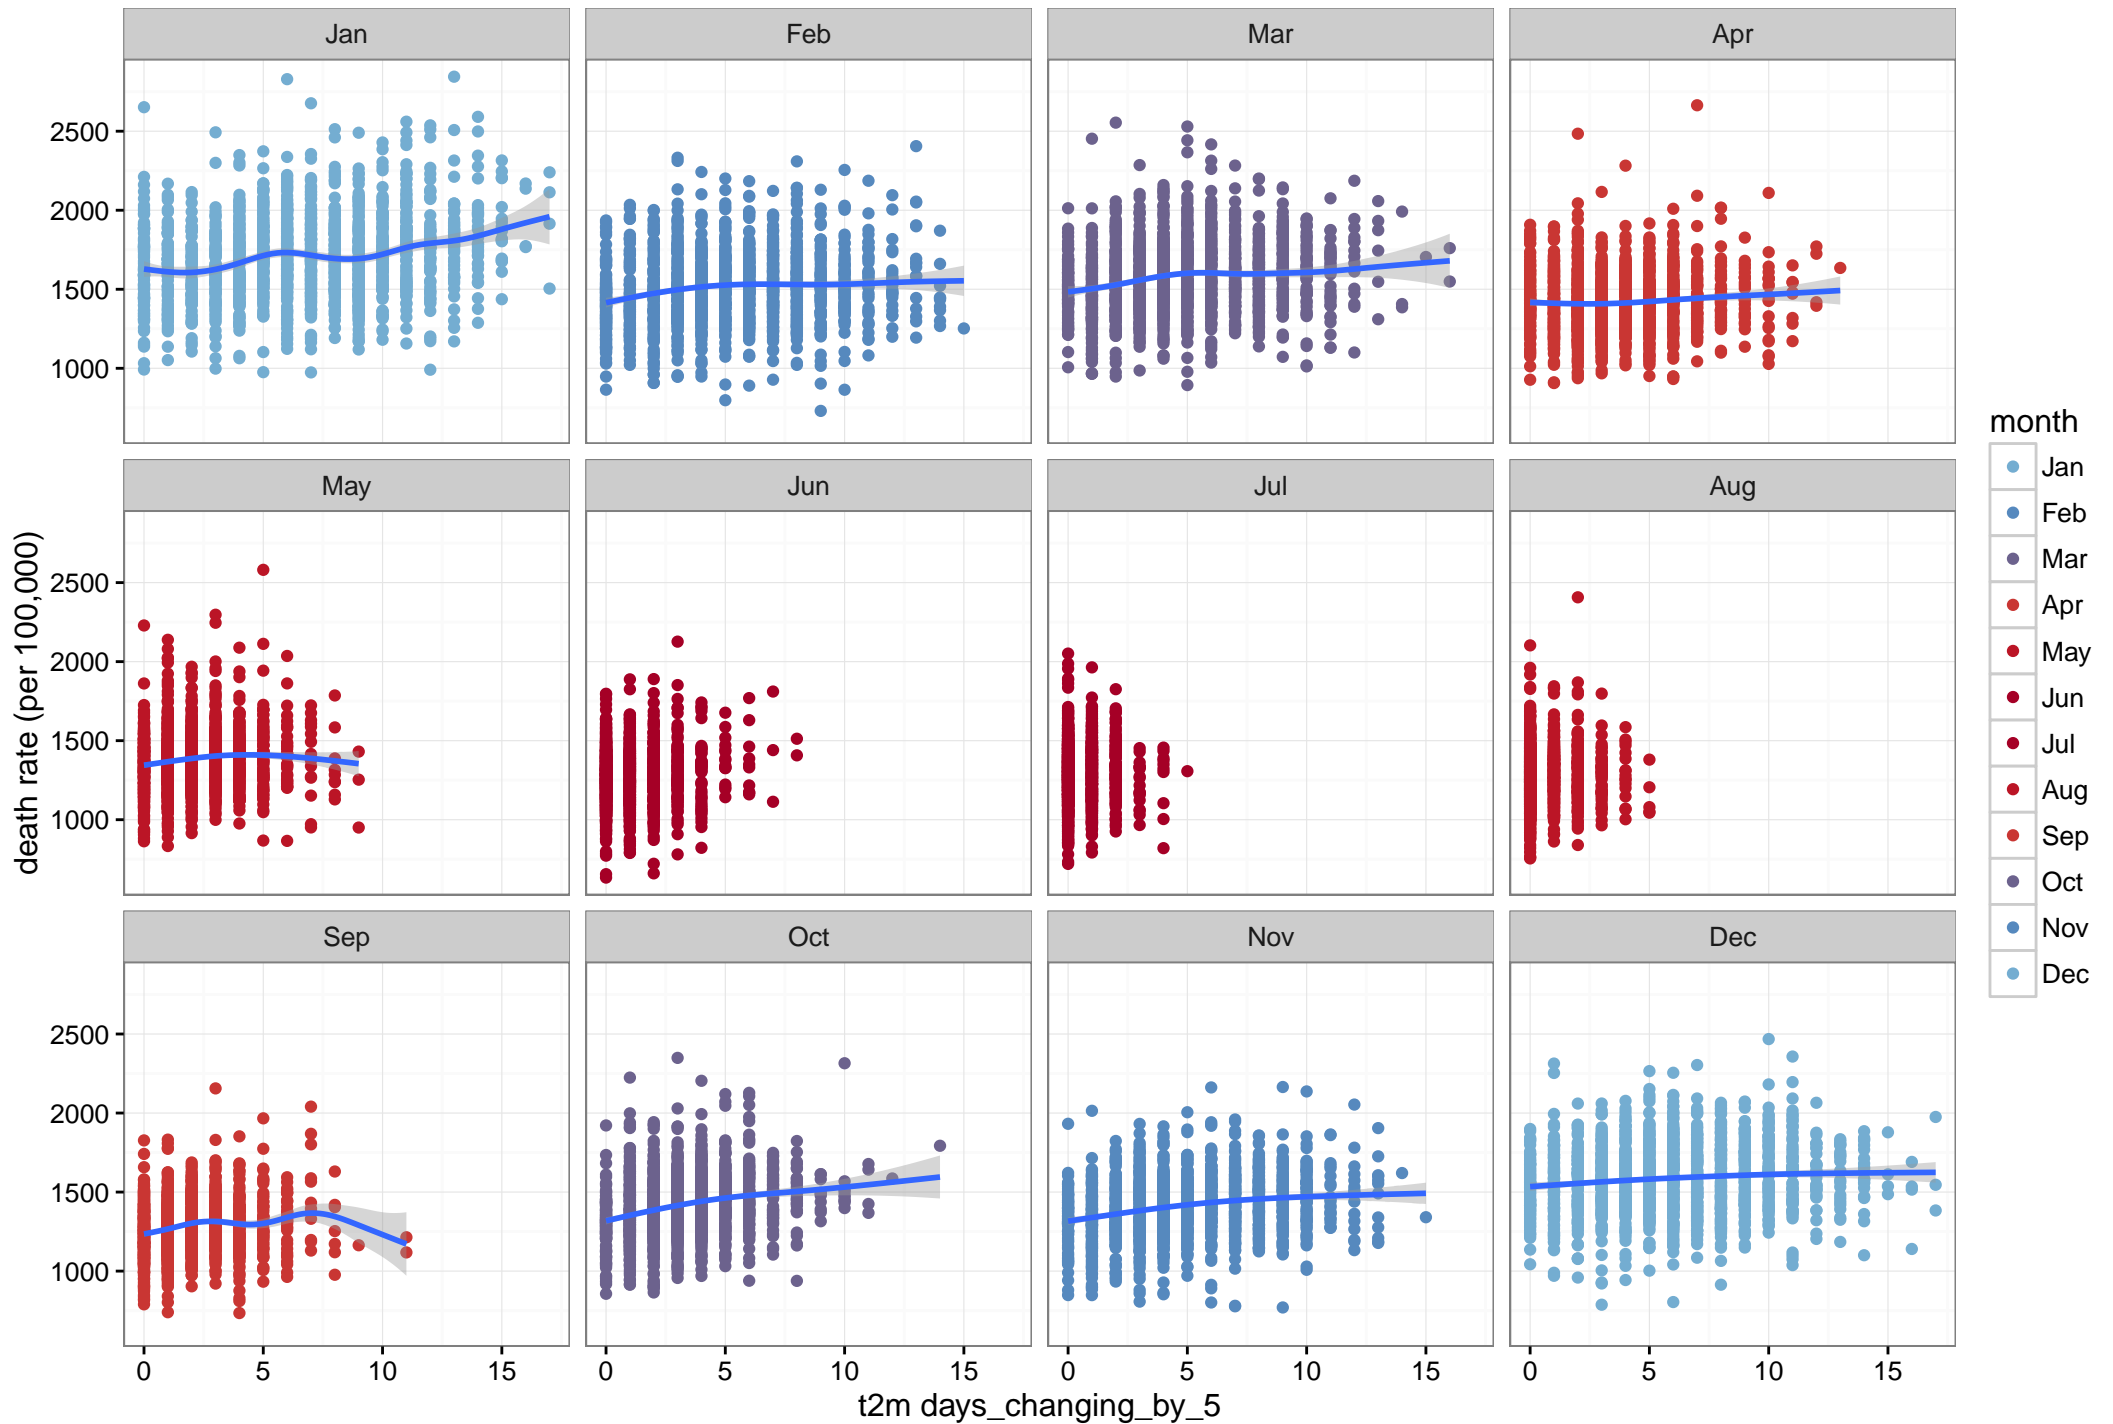 Jan Feb Mar Apr
2500
2000
1500
1000
May Jun Jul Aug
2500
2000
1500
1000
Sep Oct Nov Dec
2500
2000
1500
1000
0 5 10 15 0 5 10 15 0 5 10 15 0 5 10 15
t2m days_changing_by_5
death rate (per 100,000)
month
Jan
Feb
Mar
Apr
May
Jun
Jul
Aug
Sep
Oct
Nov
Dec